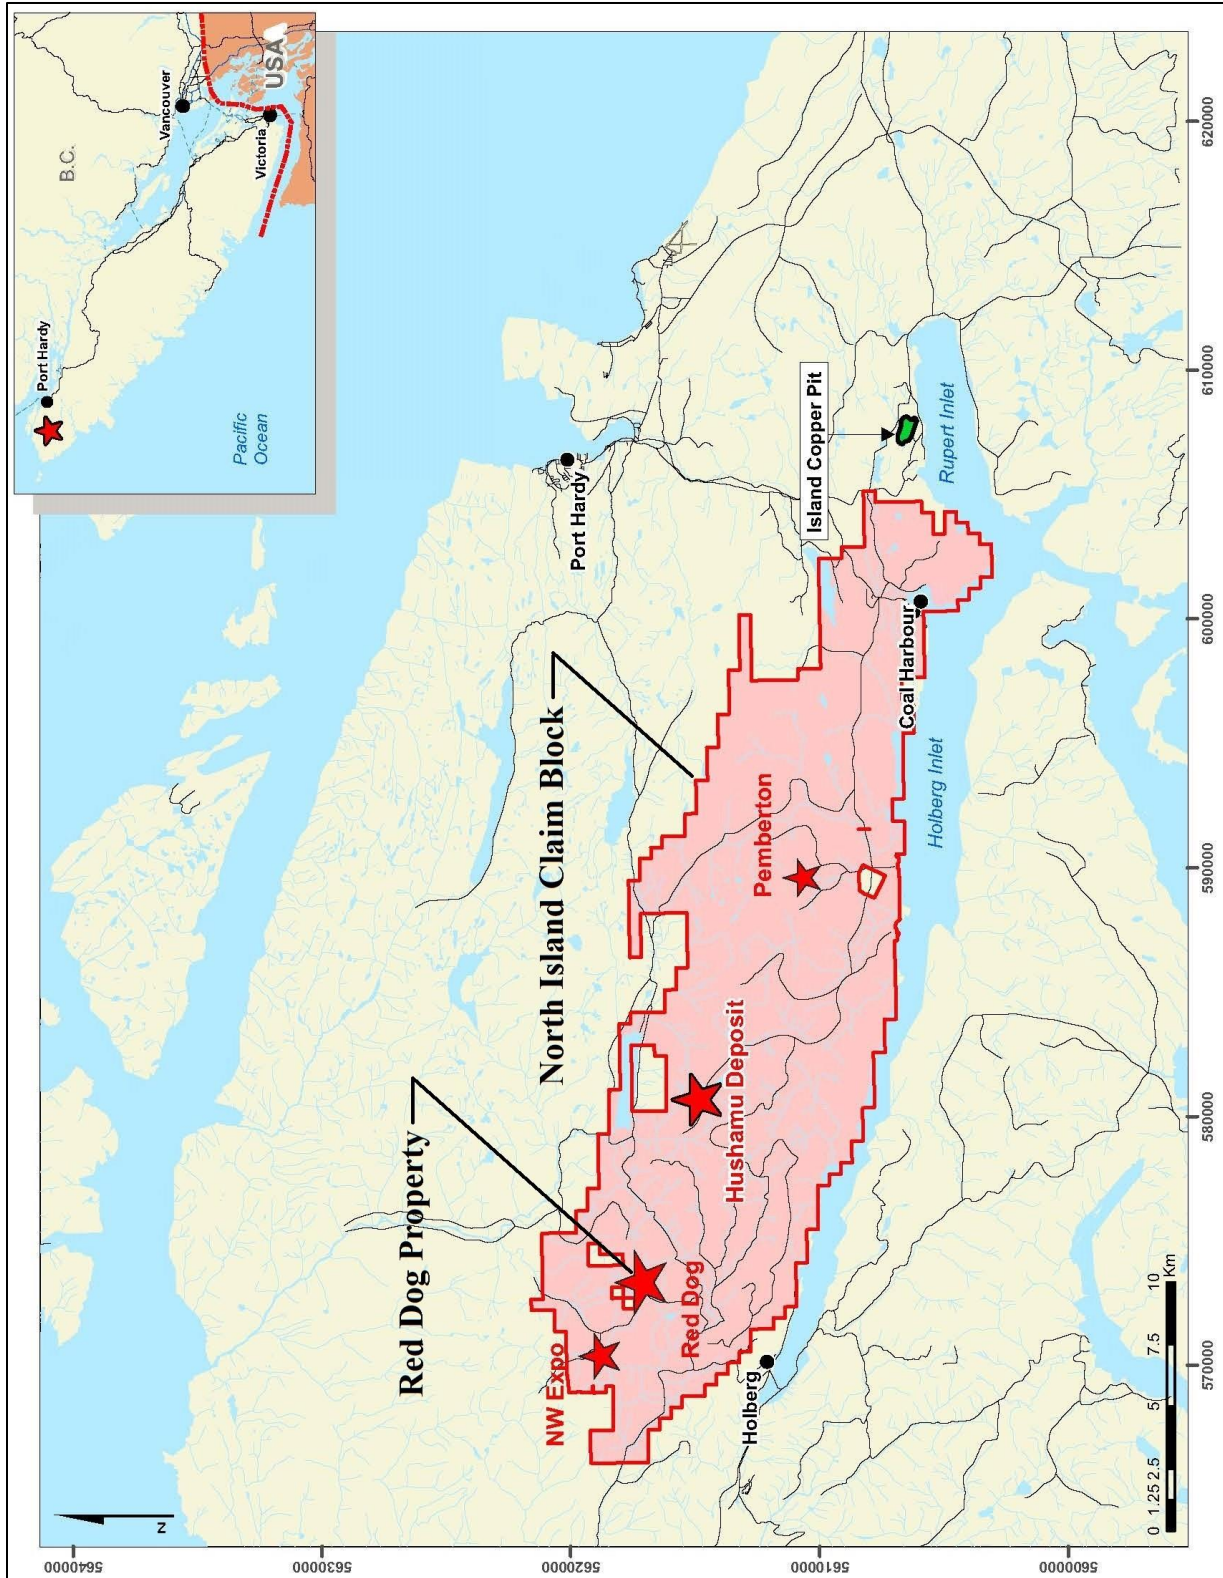 B.C.
Vancouver
USA
Victoria
Port Hardy
Pacific
Ocean
Port Hardy
Island Copper Pit
Rupert Inlet
North Island Claim Block
Red Dog Property
Coal Harbour
Holberg Inlet
Pemberton
Hushamu Deposit
NW Expo
Red Dog
Holberg
N
0 1.25 2.5 5 7.5 10
Km
5640000
5630000
5620000
5610000
5600000
570000
580000
590000
600000
610000
620000